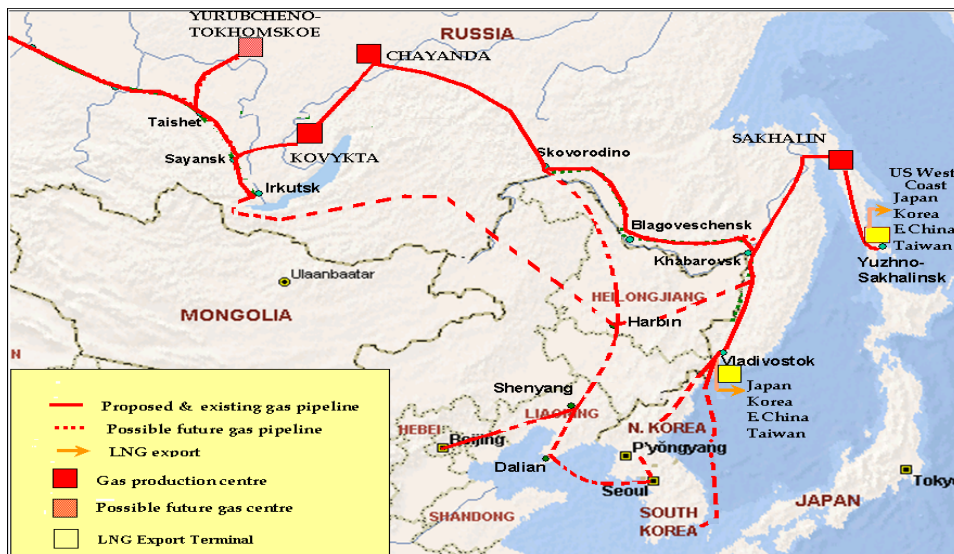 YURUBCHENO-
TOKHOMSKOE
RUSSIA
CHAYANDA
Taishet
KOVYKTA
SAKHALIN
Sayansk
Skovorodino
US West
Coast
Japan
Korea
E China
Taiwan
Irkutsk
Blagoveschensk
Khabarovsk
Yuzhno-
Sakhalinsk
Ulaanbaatar
HEILONGJIANG
MONGOLIA
Harbin
N
Vladivostok
Japan
Korea
E China
Taiwan
Shenyang
LIAONING
HEBEI
Beijing
N. KOREA
P'yŏngyang
Dalian
Seoul
Tokyo
SOUTH
KOREA
JAPAN
SHANDONG
Proposed & existing gas pipeline
Possible future gas pipeline
LNG export
Gas production centre
Possible future gas centre
LNG Export Terminal